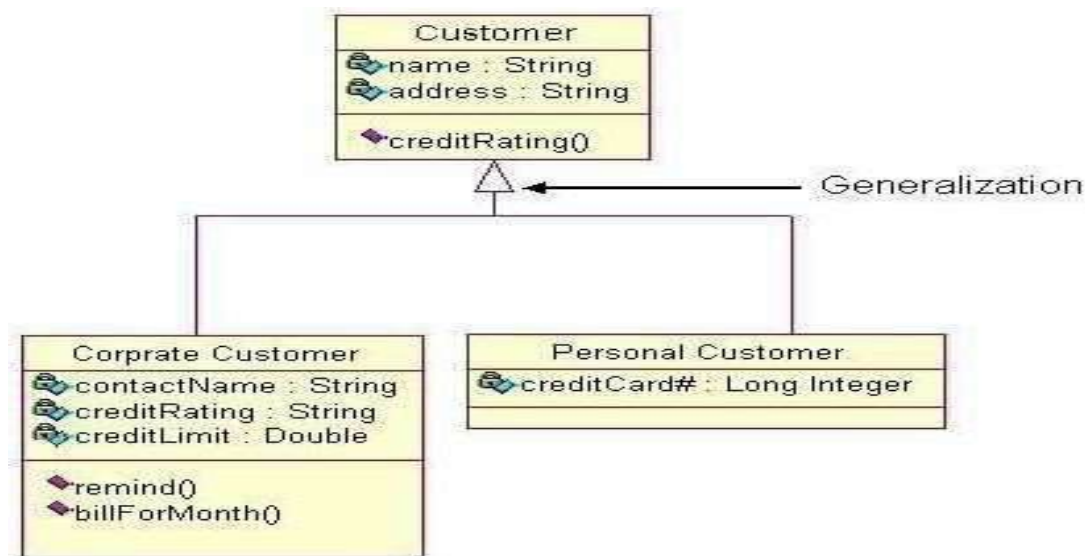 Customer
name : String
address : String
creditRating()
Generalization
Corprate Customer
contactName : String
creditRating : String
creditLimit : Double
remind()
billForMonth()
Personal Customer
creditCard# : Long Integer